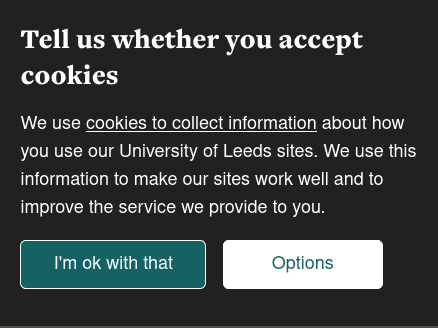 Tell us whether you accept
cookies
We use cookies to collect information about how
you use our University of Leeds sites. We use this
information to make our sites work well and to
improve the service we provide to you.
I'm ok with that
Options